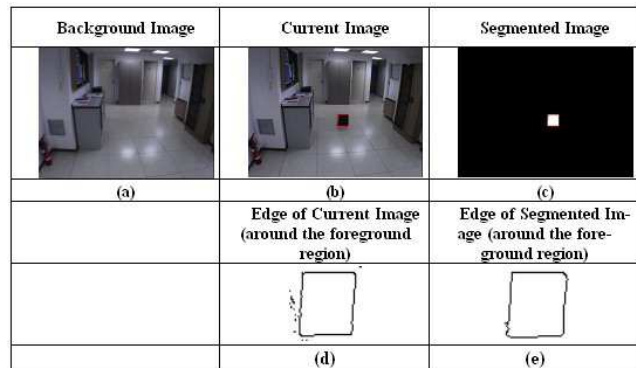 Background Image
Current Image
Segmented Image
(a)
(b)
(c)
Edge of Current Image
(around the foreground
region)
Edge of Segmented Im-
age (around the fore-
ground region)
(d)
(e)